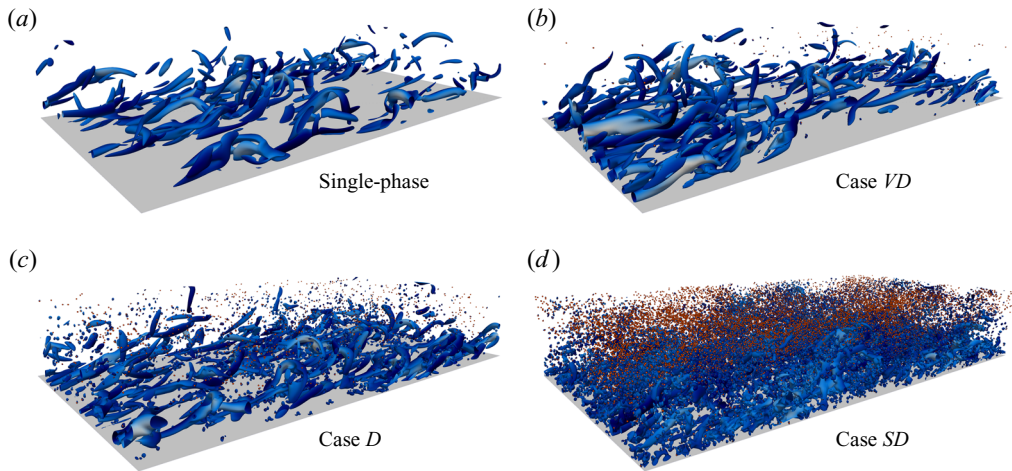 (a)
(b)
Single-phase
Case VD
(c)
(d)
Case D
Case SD